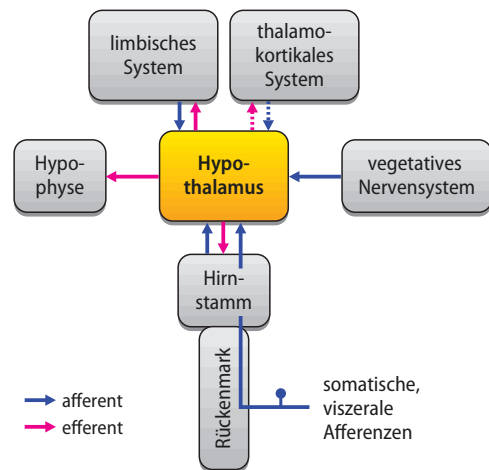 limbisches
System
thalamo-
kortikales
System
Hypo-
physe
Hypo-
thalamus
vegetatives
Nervensystem
Hirn-
stamm
Rückenmark
afferent
efferent
somatische,
viszerale
Afferenzen